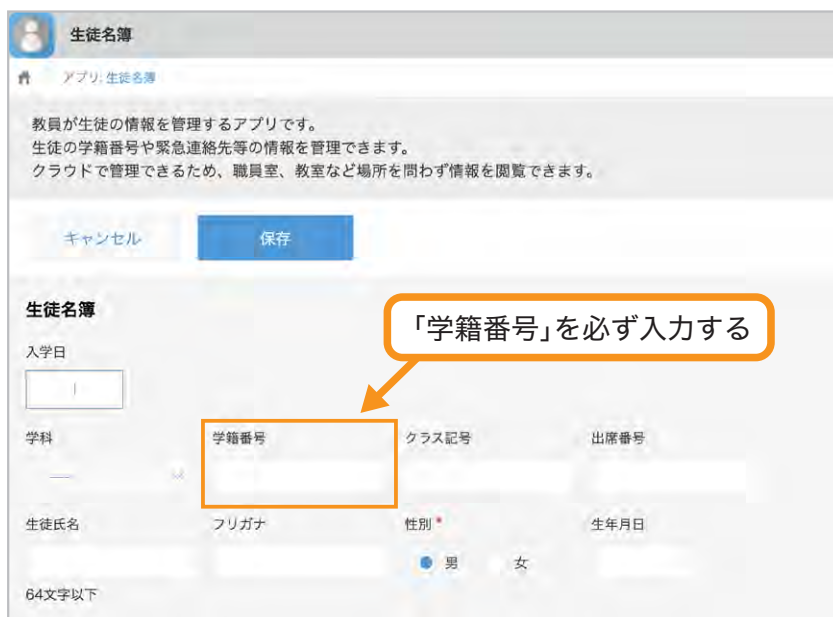 生徒名簿
アプリ: 生徒名簿
教員が生徒の情報を管理するアプリです。
生徒の学籍番号や緊急連絡先等の情報を管理できます。
クラウドで管理できるため、職員室、教室など場所を問わず情報を閲覧できます。
キャンセル 保存
生徒名簿
「学籍番号」を必ず入力する
入学日
学科 学籍番号 クラス記号 出席番号
生徒氏名 フリガナ 性別* 生年月日
男 女
64文字以下